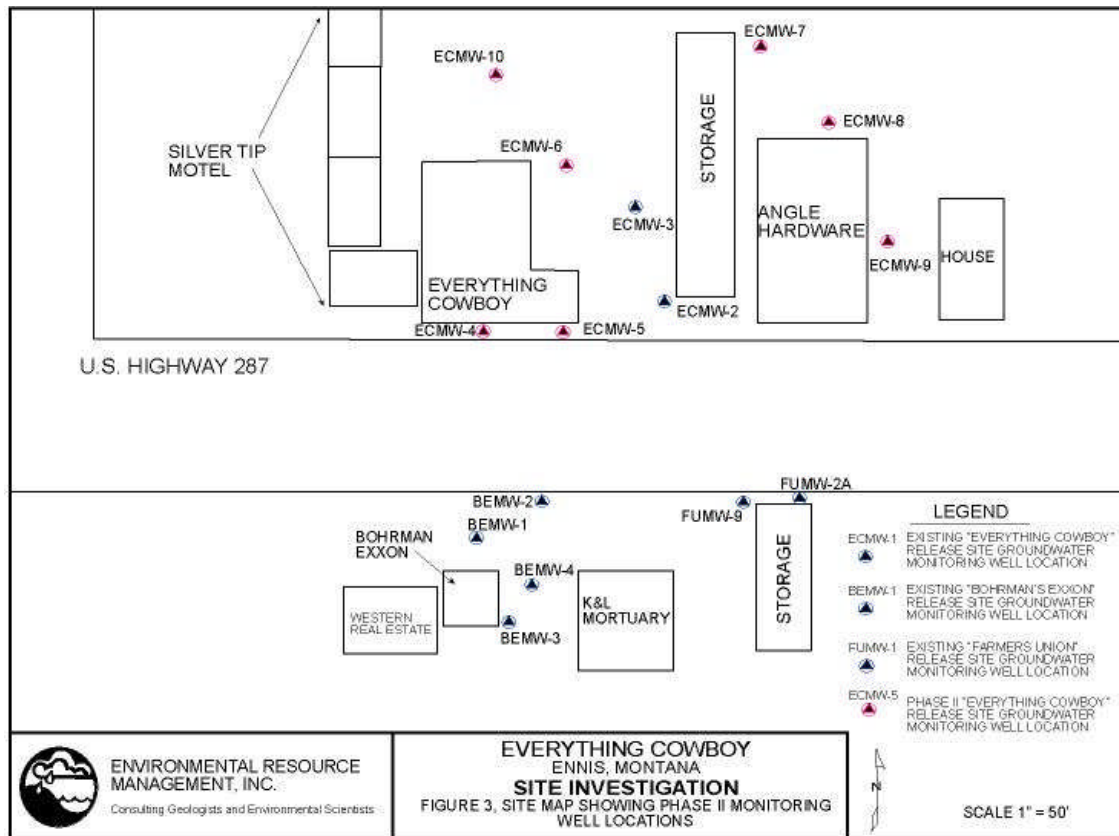 ECMW-7
ECMW-10
ECMW-8
SILVER TIP
MOTEL
ECMW-6
STORAGE
ECMW-3
ANGLE
HARDWARE
ECMW-9
HOUSE
EVERYTHING
COWBOY
ECMW-2
ECMW-4
ECMW-5
U.S. HIGHWAY 287
BEMW-2
FUMW-2A
FUMW-9
BEMW-1
BOHRMAN
EXXON
BEMW-4
K&L
MORTUARY
STORAGE
WESTERN
REAL ESTATE
BEMW-3
LEGEND
ECMW-1 EXISTING "EVERYTHING COWBOY"
RELEASE SITE GROUNDWATER
MONITORING WELL LOCATION
BEMW-1 EXISTING "BOHRMAN'S EXXON"
RELEASE SITE GROUNDWATER
MONITORING WELL LOCATION
FUMW-1 EXISTING "FARMERS UNION"
RELEASE SITE GROUNDWATER
MONITORING WELL LOCATION
ECMW-5 PHASE II "EVERYTHING COWBOY"
RELEASE SITE GROUNDWATER
MONITORING WELL LOCATION
ENVIRONMENTAL RESOURCE
MANAGEMENT, INC.
Consulting Geologists and Environmental Scientists
EVERYTHING COWBOY
ENNIS, MONTANA
SITE INVESTIGATION
FIGURE 3, SITE MAP SHOWING PHASE II MONITORING
WELL LOCATIONS
N
SCALE 1" = 50'